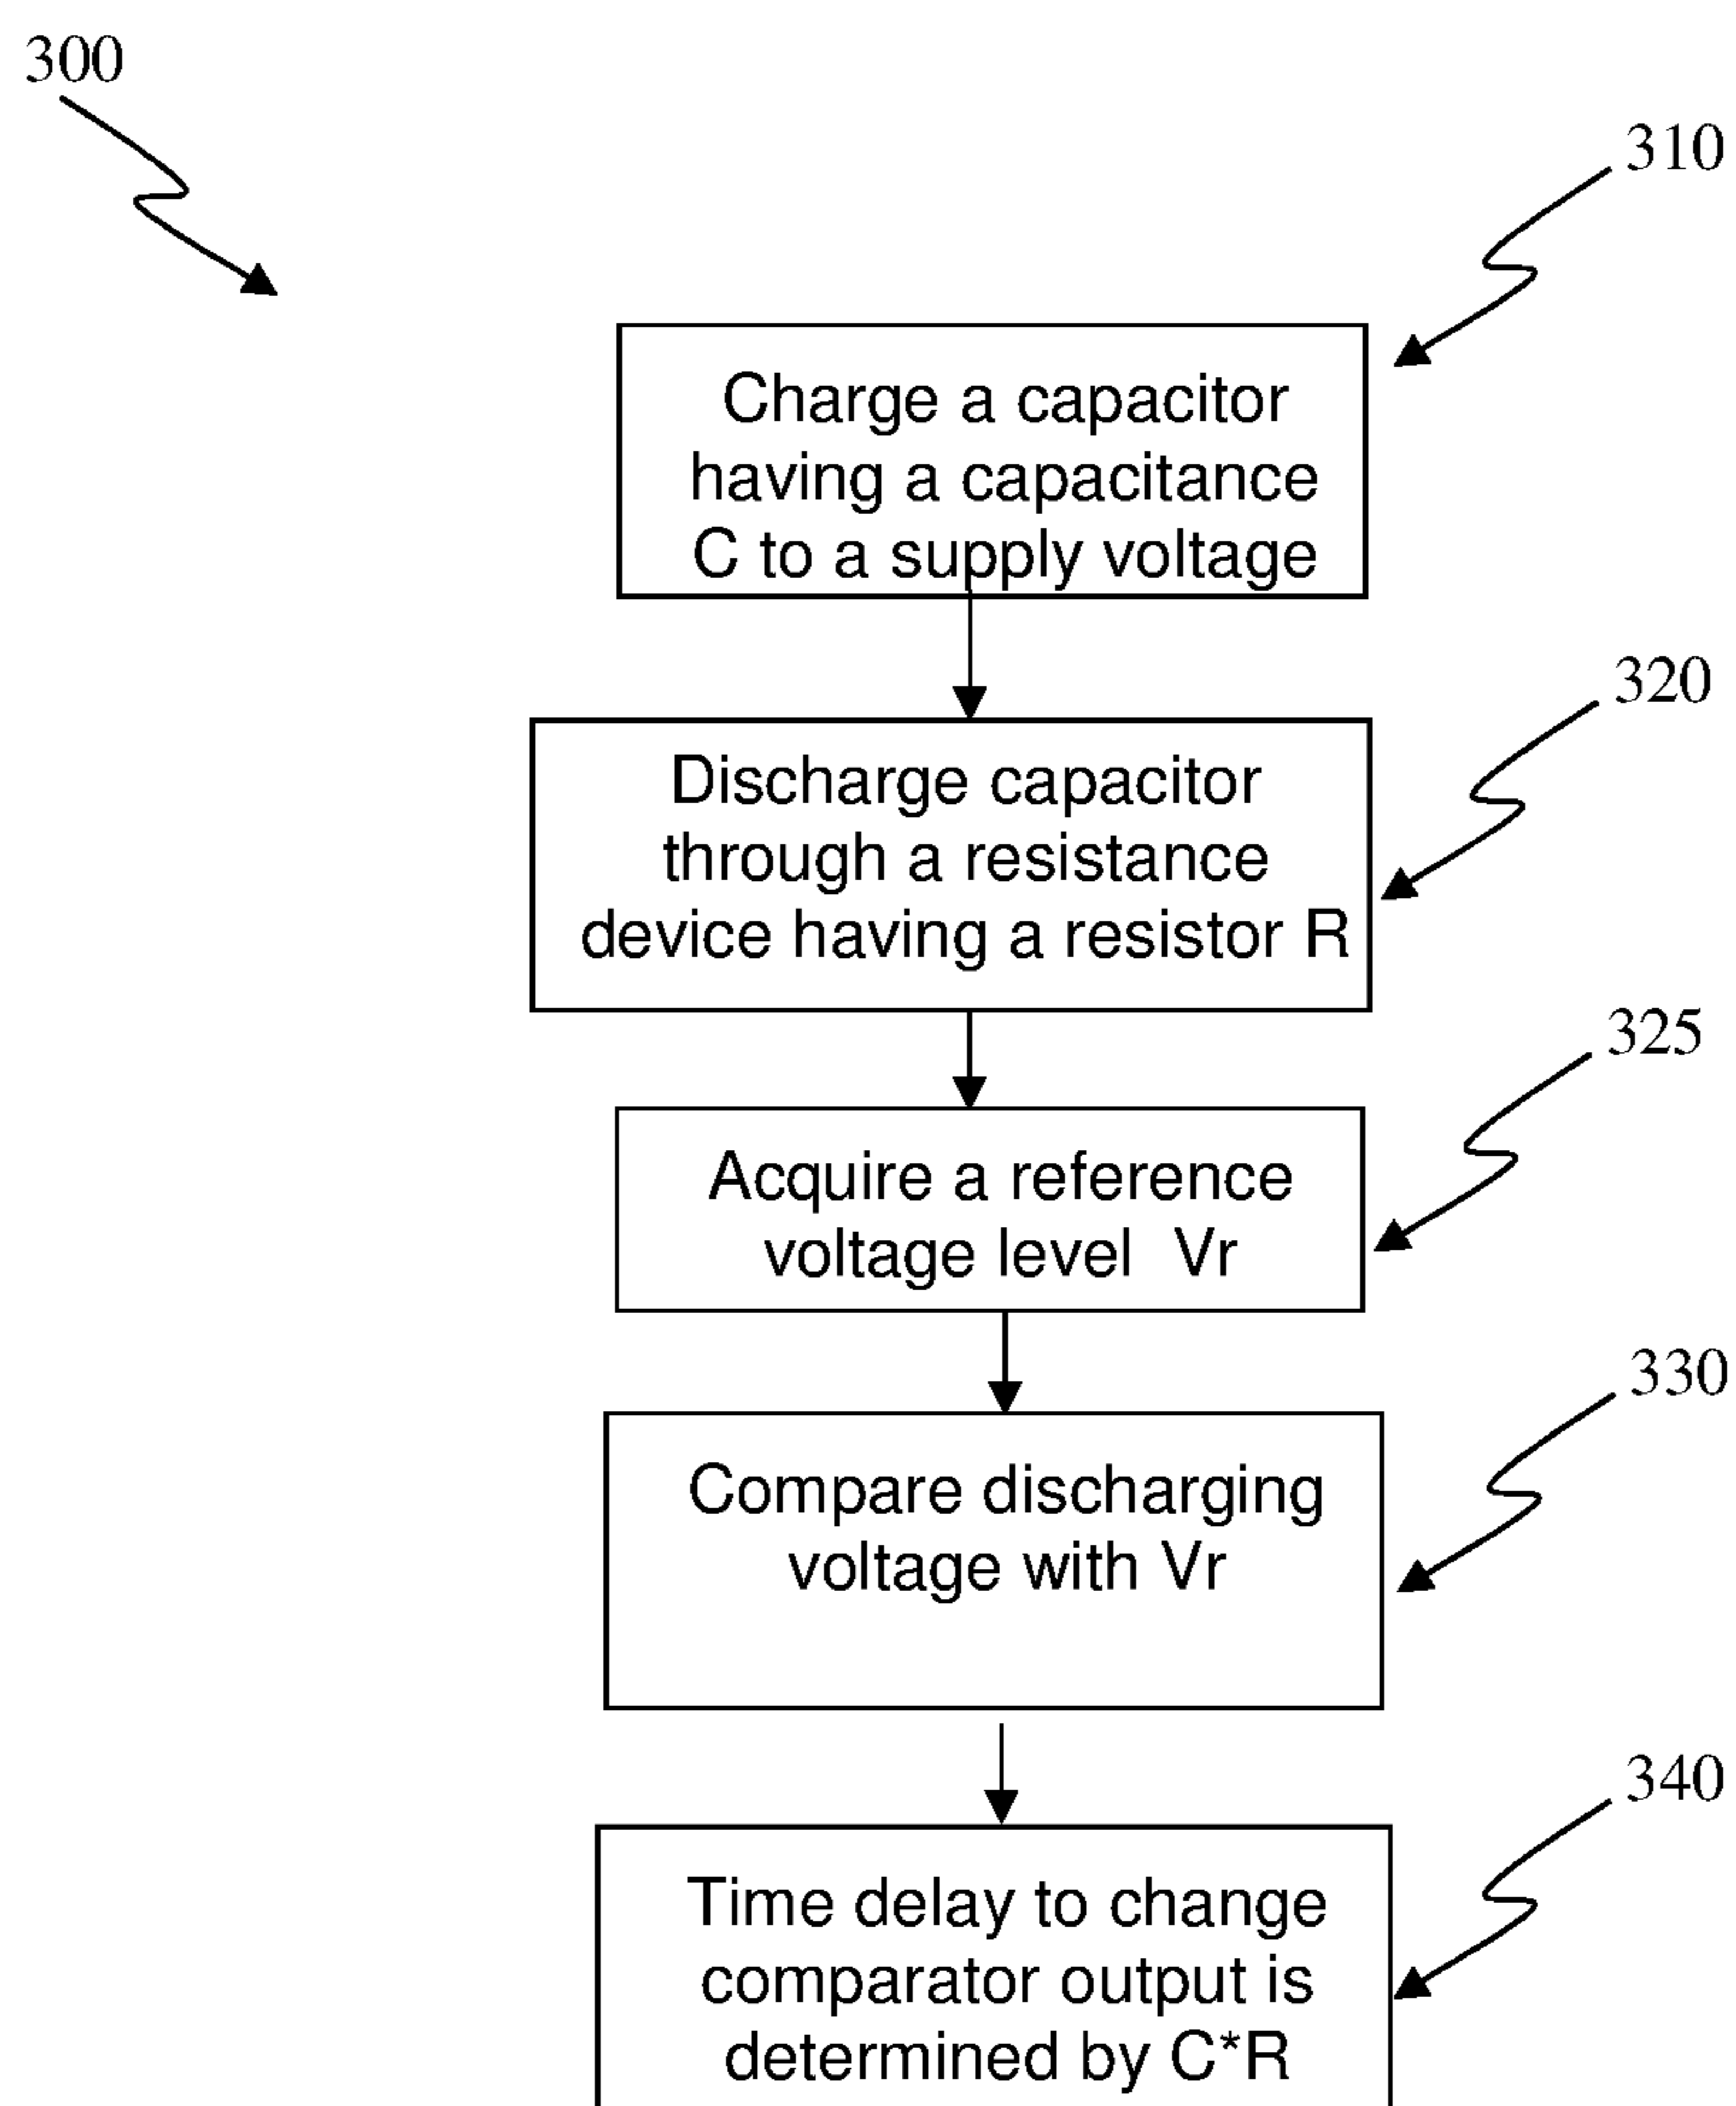 300
310
Charge a capacitor
having a capacitance
C to a supply voltage
320
Discharge capacitor
through a resistance
device having a resistor R
325
Acquire a reference
voltage level Vr
330
Compare discharging
voltage with Vr
340
Time delay to change
comparator output is
determined by C*R